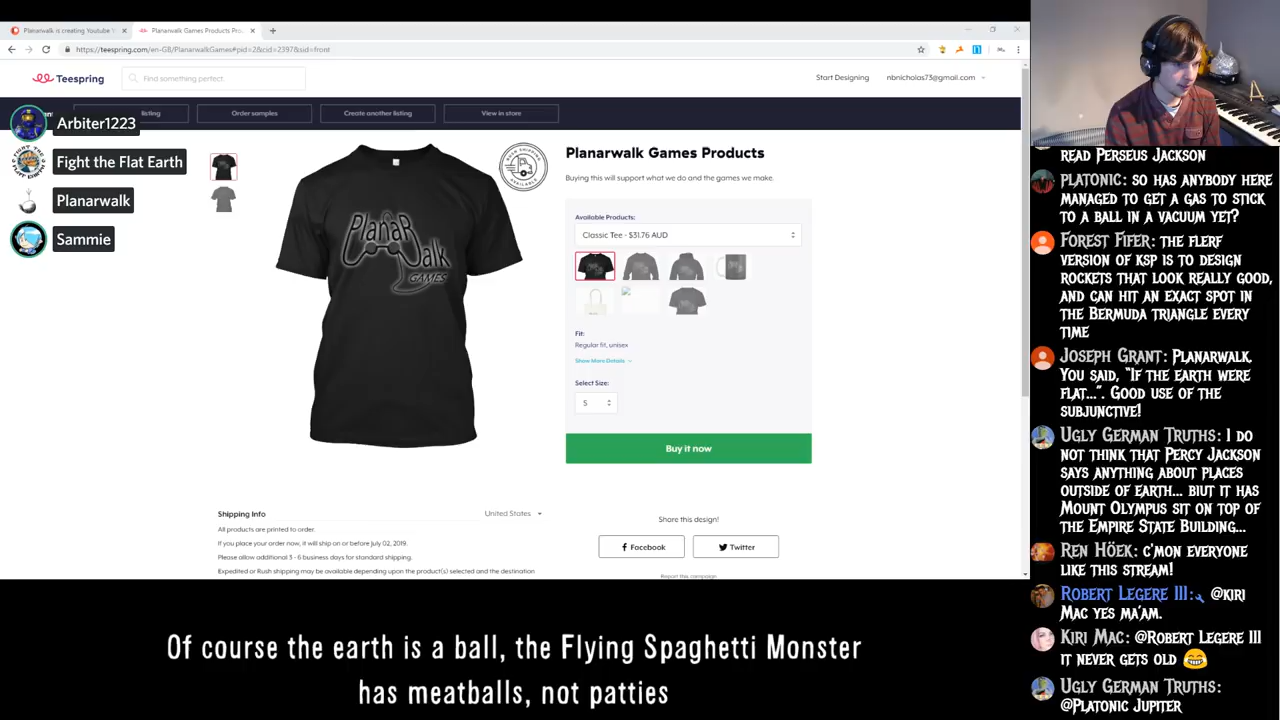 Planarwalk is creating Youtube
Planarwalk Games Products Pro
https://teespring.com/en-GB/PlanarwalkGames#pid=2&cid=2397&sid=front
Teespring
Find something perfect.
Start Designing
nbnicholas73@gmail.com
listing
Order samples
Create another listing
View in store
Arbiter1223
Fight the Flat Earth
Planarwalk
Sammie
PlanaR
Walk
GAMES
RUSH SHIPPING
AVAILABLE
Planarwalk Games Products
Buying this will support what we do and the games we make.
Available Products:
Classic Tee - $31.76 AUD
Fit:
Regular fit, unisex
Show More Details
Select Size:
S
Buy it now
Shipping Info
United States
All products are printed to order.
If you place your order now, it will ship on or before July 02, 2019.
Please allow additional 3 - 6 business days for standard shipping.
Expedited or Rush shipping may be available depending upon the product(s) selected and the destination
Share this design!
Facebook
Twitter
Report this campaign
Of course the earth is a ball, the Flying Spaghetti Monster
has meatballs, not patties
READ PERSEUS JACKSON
PLATONIC: SO HAS ANYBODY HERE
MANAGED TO GET A GAS TO STICK
TO A BALL IN A VACUUM YET?
FOREST FIFER: THE FLERF
VERSION OF KSP IS TO DESIGN
ROCKETS THAT LOOK REALLY GOOD,
AND CAN HIT AN EXACT SPOT IN
THE BERMUDA TRIANGLE EVERY
TIME
JOSEPH GRANT: PLANARWALK.
YOU SAID, "IF THE EARTH WERE
FLAT...". GOOD USE OF THE
SUBJUNCTIVE!
UGLY GERMAN TRUTHS: I DO
NOT THINK THAT PERCY JACKSON
SAYS ANYTHING ABOUT PLACES
OUTSIDE OF EARTH... BIUT IT HAS
MOUNT OLYMPUS SIT ON TOP OF
THE EMPIRE STATE BUILDING...
REN HÖEK: C'MON EVERYONE
LIKE THIS STREAM!
ROBERT LEGERE III: @KIRI
MAC YES MA'AM.
KIRI MAC: @ROBERT LEGERE III
IT NEVER GETS OLD 😂
UGLY GERMAN TRUTHS:
@PLATONIC JUPITER